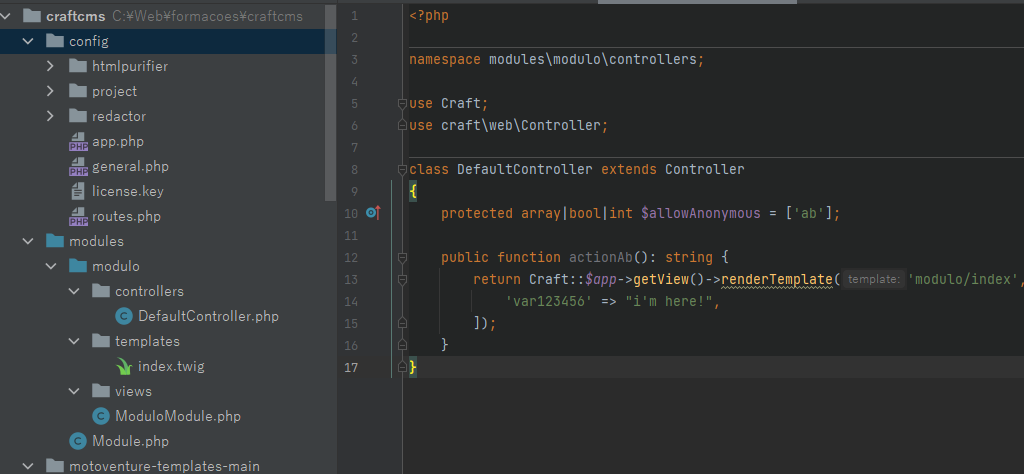 craftcms C:¥Web¥formacoes¥craftcms
config
htmlpurifier
project
redactor
app.php
general.php
license.key
routes.php
modules
modulo
controllers
DefaultController.php
templates
index.twig
views
ModuloModule.php
Module.php
motoventure-templates-main
1 <?php
2
3 namespace modules\modulo\controllers;
4
5 use Craft;
6 use craft\web\Controller;
7
8 class DefaultController extends Controller
9 {
10 protected array|bool|int $allowAnonymous = ['ab'];
11
12 public function actionAb(): string {
13 return Craft::$app->getView()->renderTemplate( template: 'modulo/index',
14 'var123456' => "i'm here!",
15 ]);
16 }
17 }